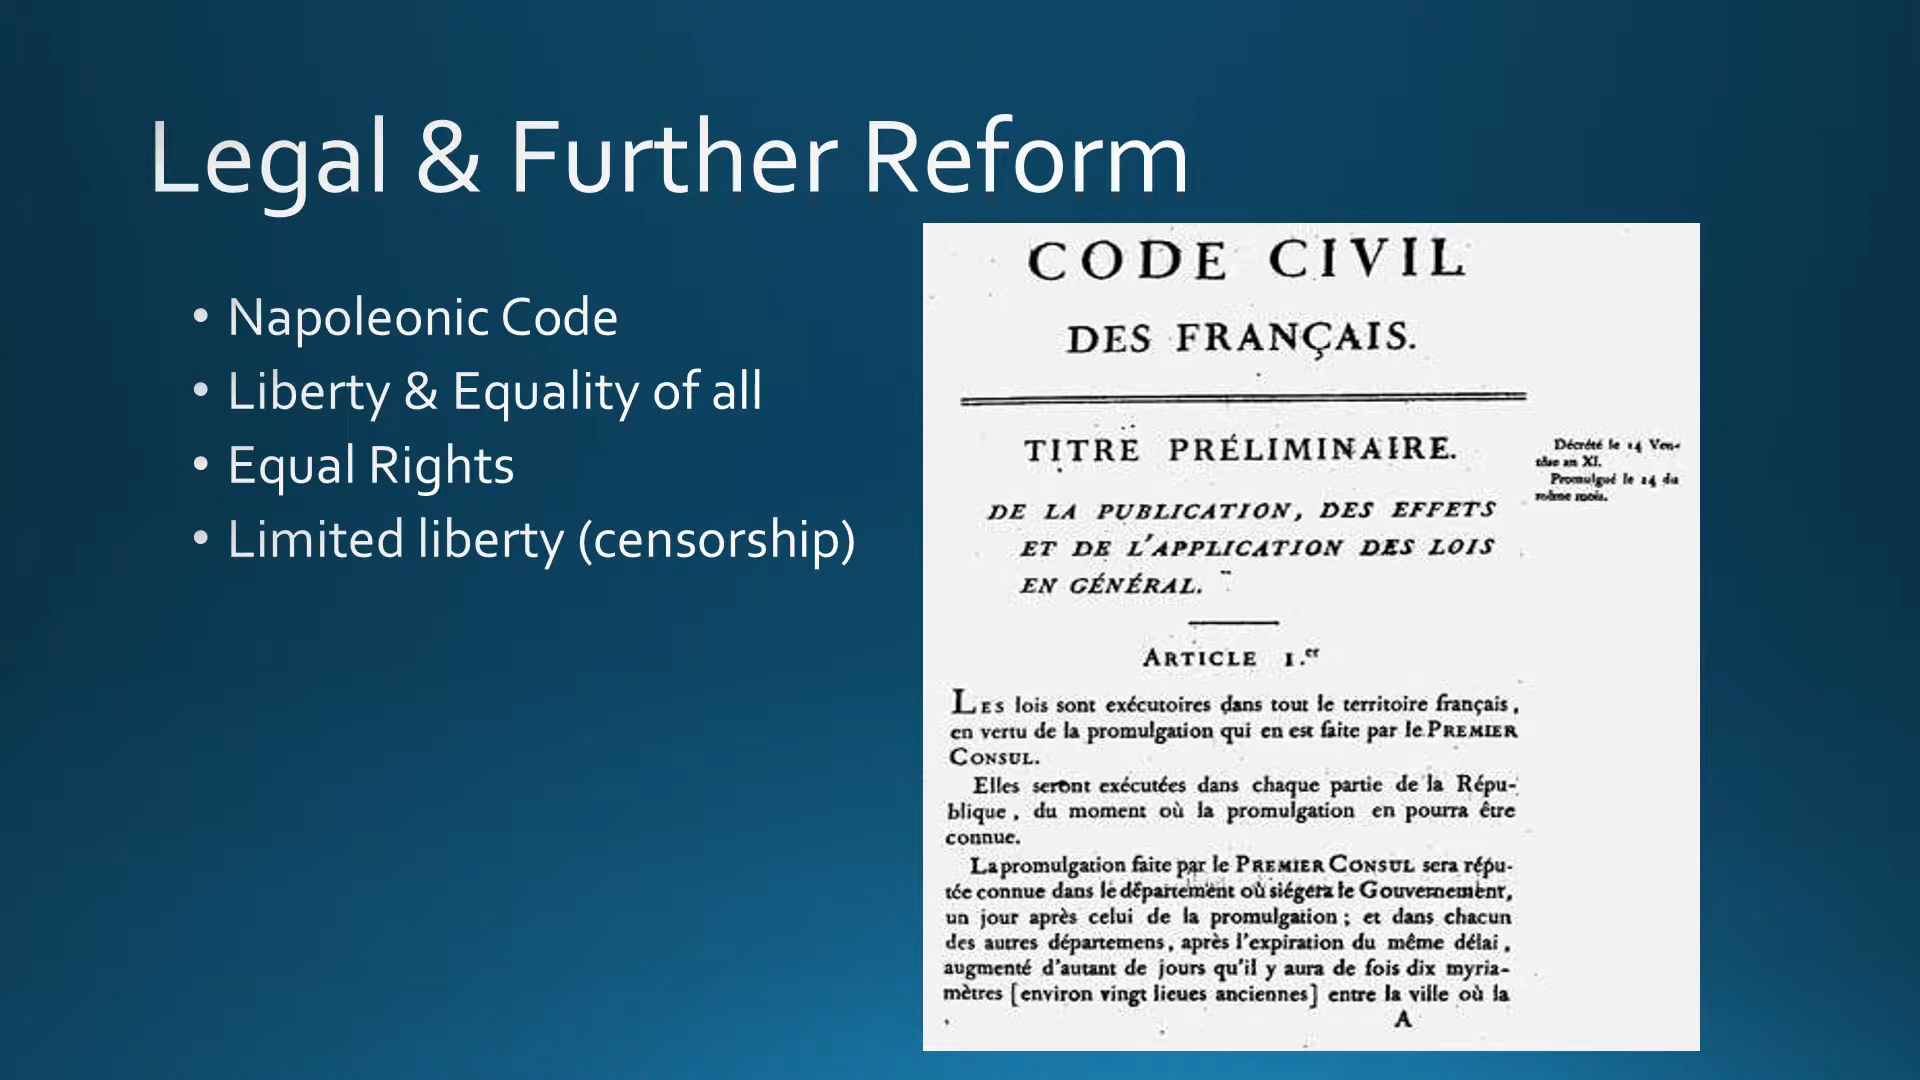 Legal & Further Reform
• Napoleonic Code
• Liberty & Equality of all
• Equal Rights
• Limited liberty (censorship)
CODE CIVIL
DES FRANÇAIS.
TITRE PRÉLIMINAIRE.
Décrété le 14 Ven-
tôse an XI.
Promulgué le 24 du
même mois.
DE LA PUBLICATION, DES EFFETS
ET DE L'APPLICATION DES LOIS
EN GÉNÉRAL.
ARTICLE 1.er
LES lois sont exécutoires dans tout le territoire français,
en vertu de la promulgation qui en est faite par le PREMIER
CONSUL.
Elles seront exécutées dans chaque partie de la Répu-
blique, du moment où la promulgation en pourra être
connue.
La promulgation faite par le PREMIER CONSUL sera répu-
tée connue dans le département où siégera le Gouvernement,
un jour après celui de la promulgation; et dans chacun
des autres départemens, après l'expiration du même délai,
augmenté d'autant de jours qu'il y aura de fois dix myria-
mètres [environ vingt lieues anciennes] entre la ville où la
A